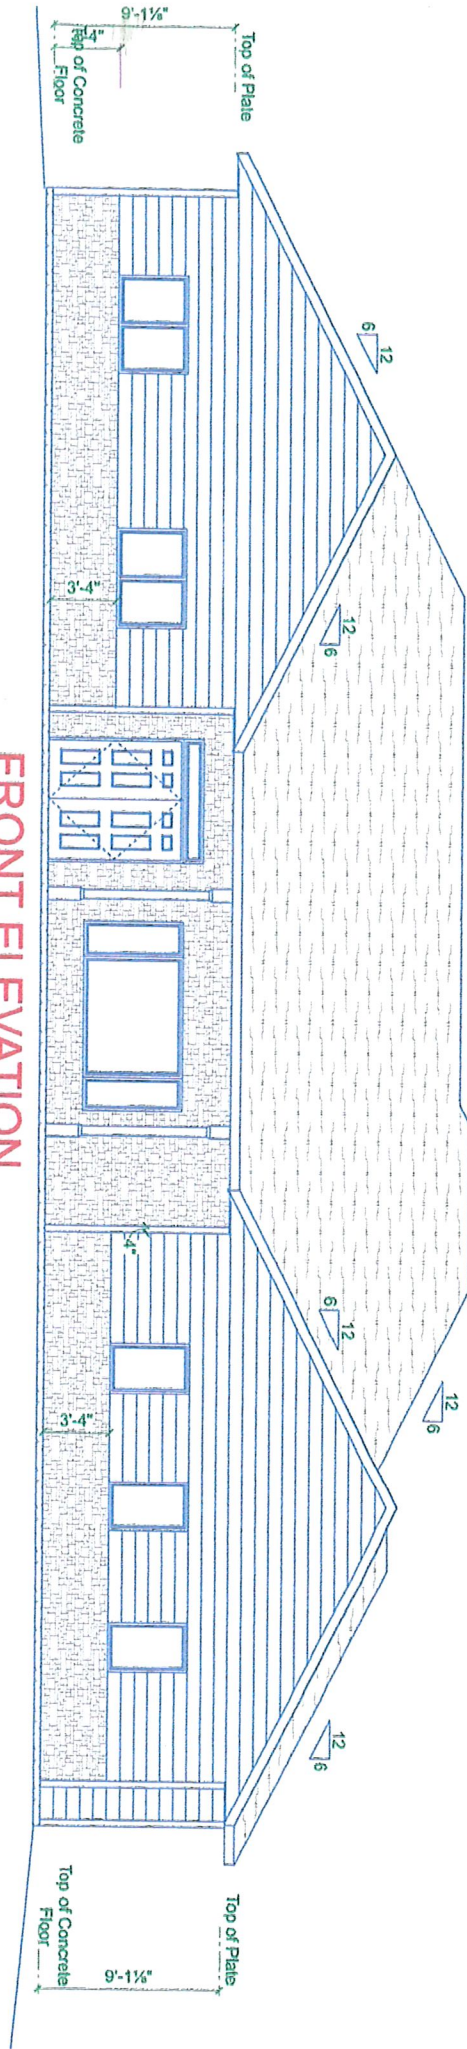 9'-1⅛"
Top of Plate
Top of Concrete
Floor
12
6
3'-4"
12
6
4"
12
6
12
6
3'-4"
12
6
Top of Plate
9'-1⅛"
Top of Concrete
Floor
FRONT ELEVATION